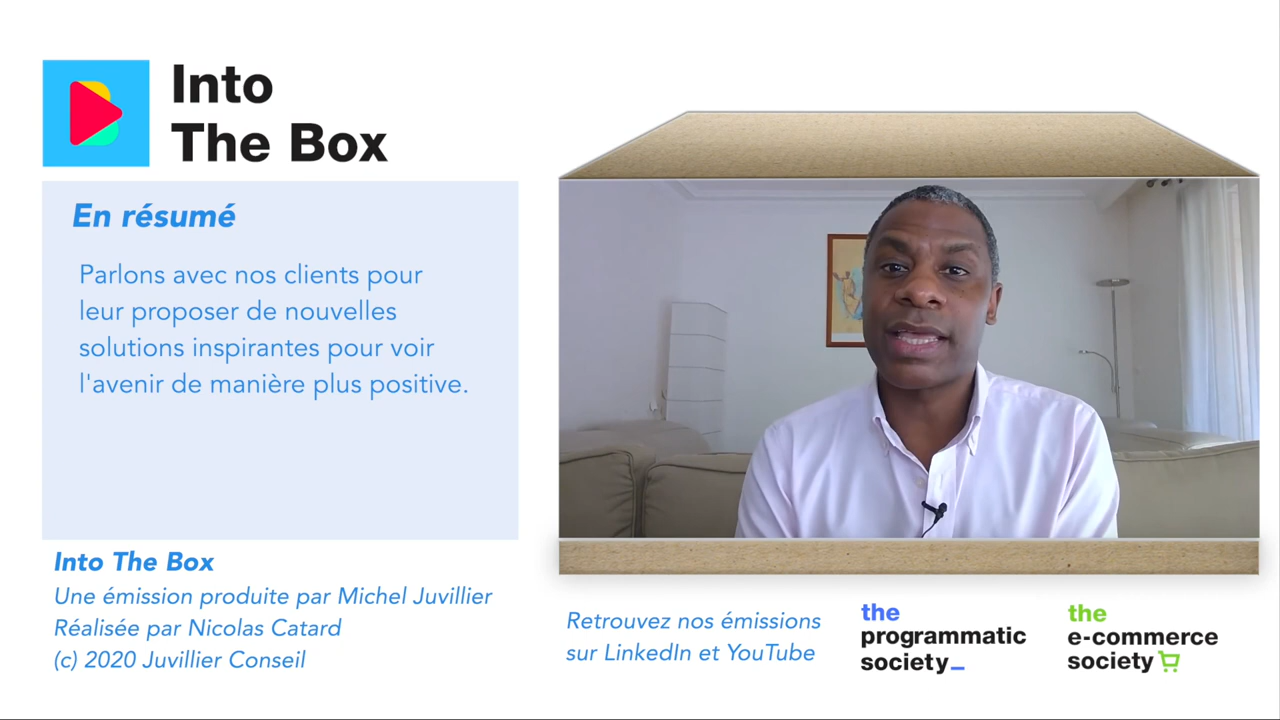 Into
The Box
En résumé
Parlons avec nos clients pour
leur proposer de nouvelles
solutions inspirantes pour voir
l'avenir de manière plus positive.
Into The Box
Une émission produite par Michel Juvillier
Réalisée par Nicolas Catard
(c) 2020 Juvillier Conseil
Retrouvez nos émissions
sur LinkedIn et YouTube
the
programmatic
society_
the
e-commerce
society